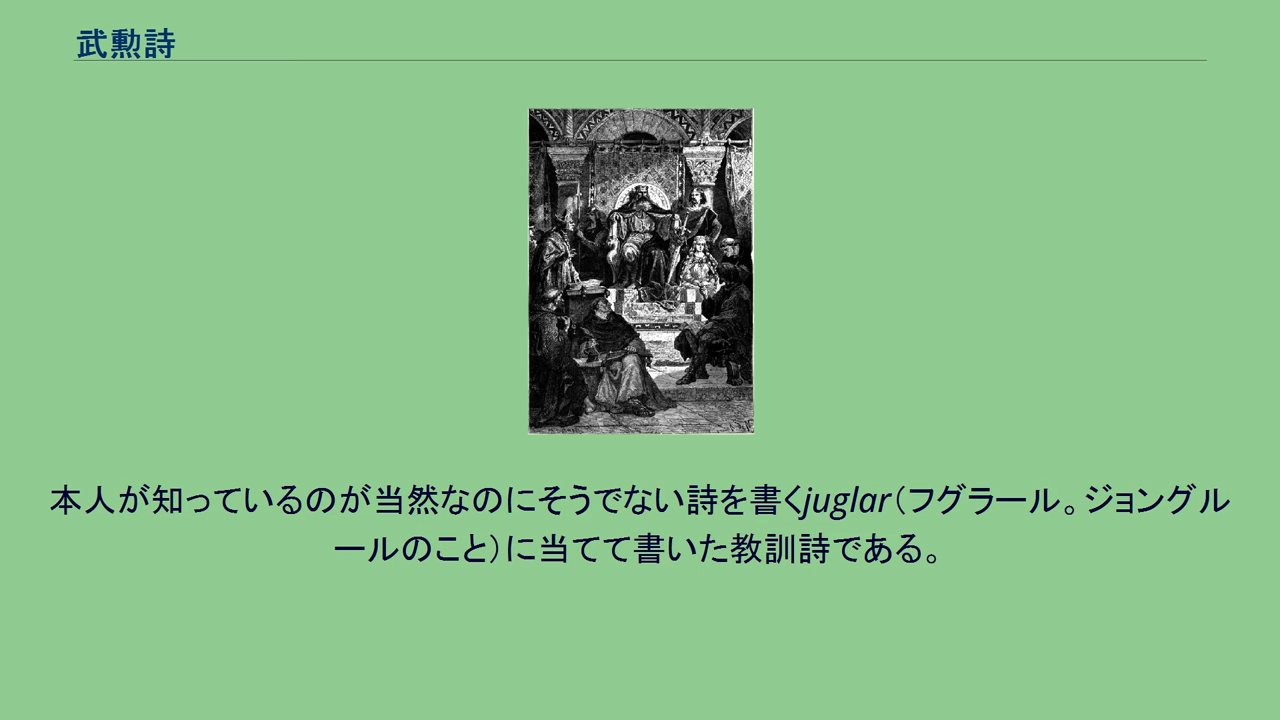 武勲詩
本人が知っているのが当然なのにそうでない詩を書くjuglar(フグラール。ジョングル
ールのこと)に当てて書いた教訓詩である。